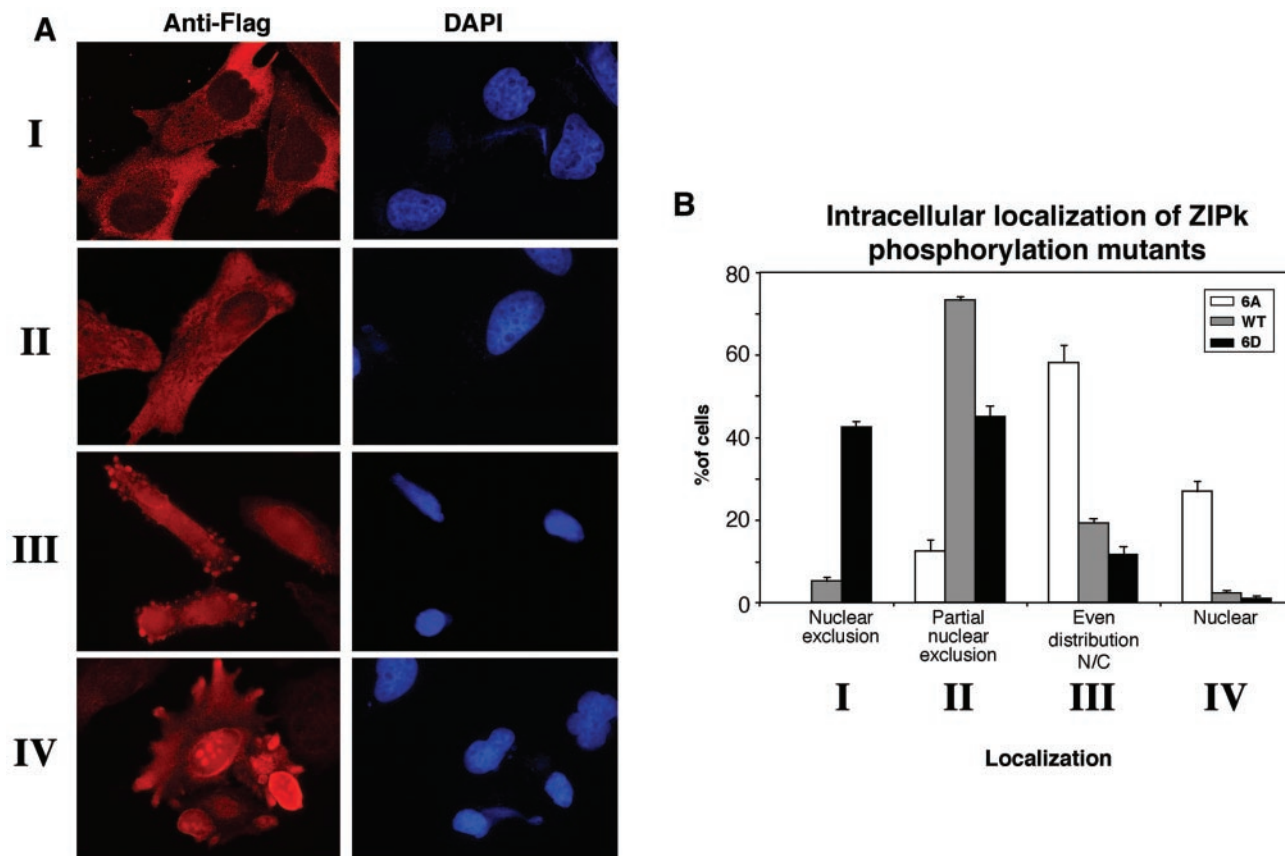 A
Anti-Flag
DAPI
I
II
III
IV
B
Intracellular localization of ZIPk
phosphorylation mutants
80
60
40
20
0
%of cells
6A
WT
6D
Nuclear
exclusion
Partial
nuclear
exclusion
Even
distribution
N/C
Nuclear
I
II
III
IV
Localization